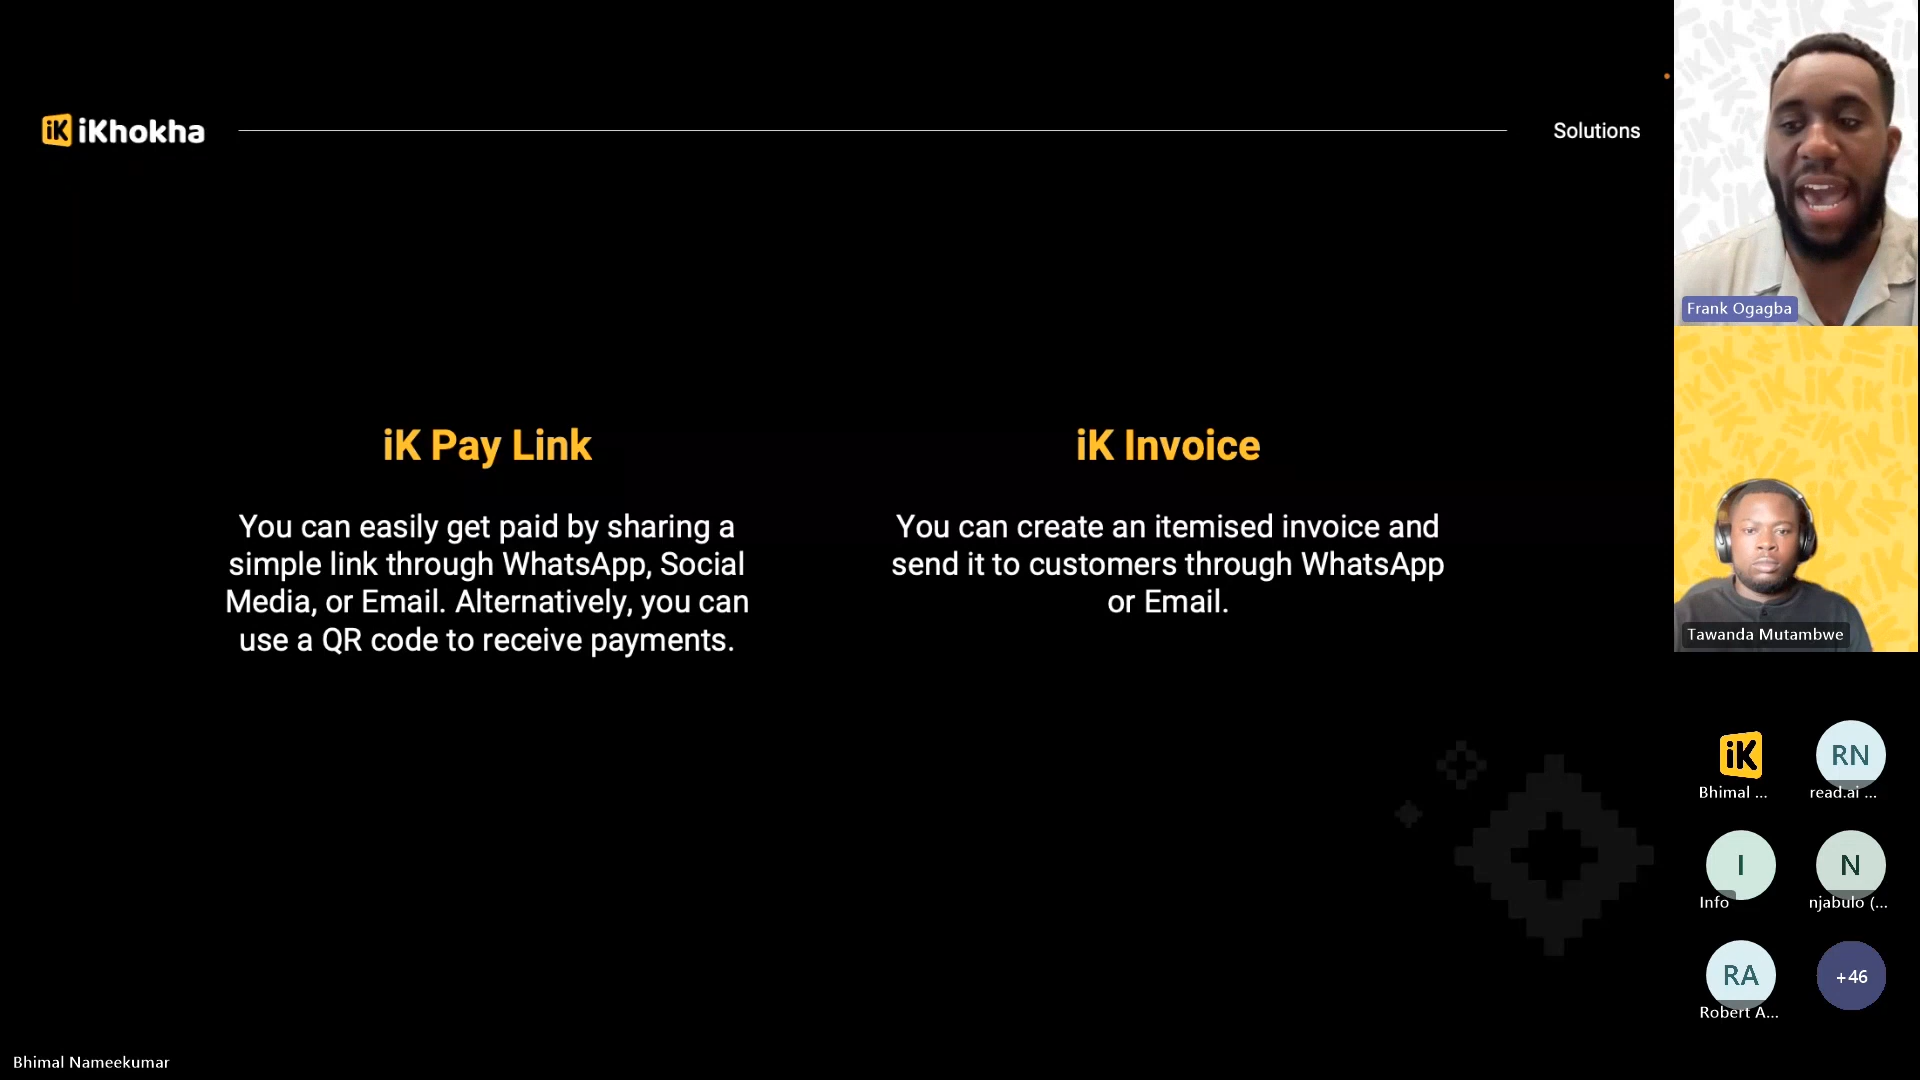 iK iKhokha
Solutions
iK Pay Link
You can easily get paid by sharing a
simple link through WhatsApp, Social
Media, or Email. Alternatively, you can
use a QR code to receive payments.
iK Invoice
You can create an itemised invoice and
send it to customers through WhatsApp
or Email.
Frank Ogagba
Tawanda Mutambwe
iK
Bhimal ...
RN
read.ai ...
I
Info
N
njabulo (...
RA
Robert A...
+46
Bhimal Nameekumar